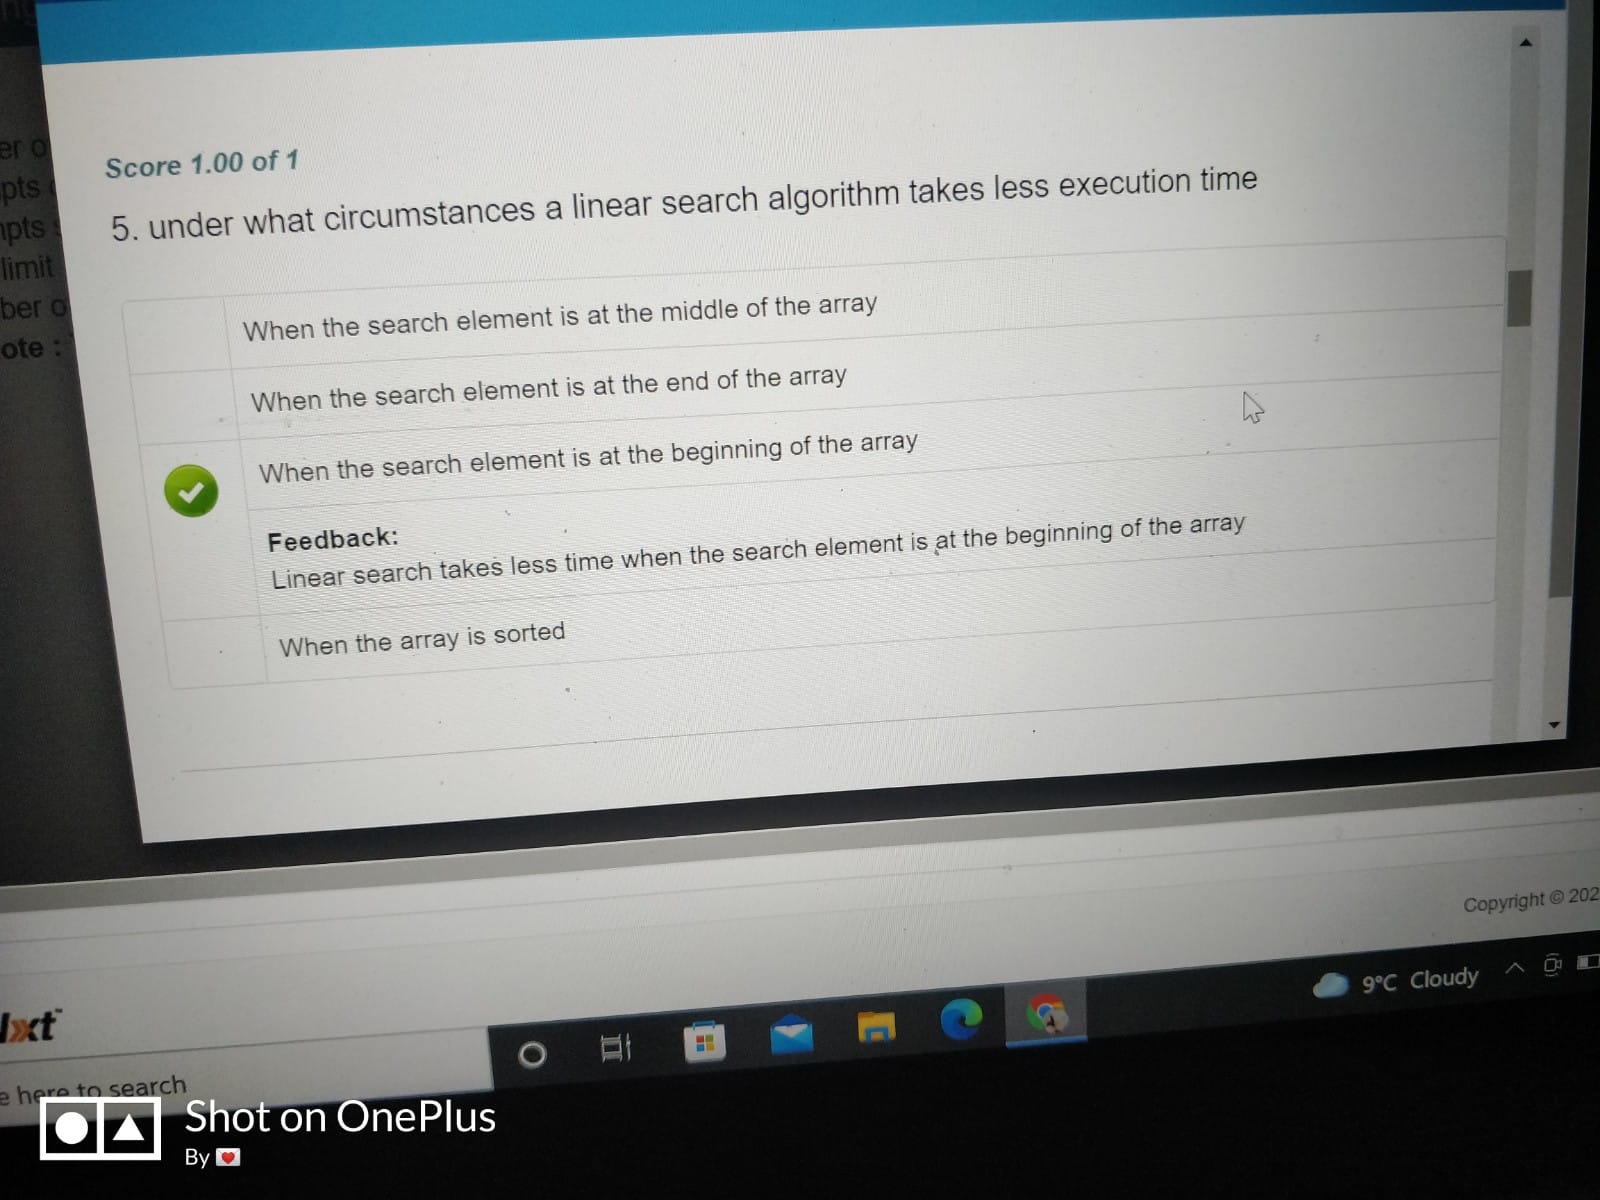 er o
pts
mpts
limit
ber o
ote :
Score 1.00 of 1
5. under what circumstances a linear search algorithm takes less execution time
When the search element is at the middle of the array
When the search element is at the end of the array
When the search element is at the beginning of the array
Feedback:
Linear search takes less time when the search element is at the beginning of the array
When the array is sorted
Copyright © 202
lxt
9°C Cloudy
e here to search
Shot on OnePlus
By 💌